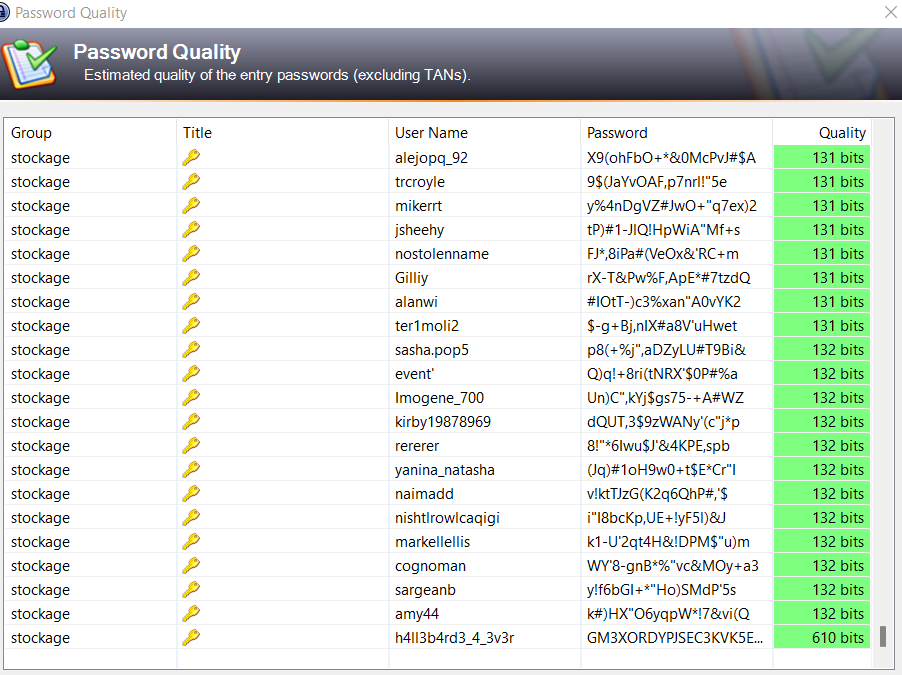 Password Quality
Password Quality
Estimated quality of the entry passwords (excluding TANs).
Group Title User Name Password Quality
stockage alejopq_92 X9(ohFbO+*&0McPvJ#$A 131 bits
stockage trcroyle 9$(JaYvOAF,p7nrI!"5e 131 bits
stockage mikerrt y%4nDgVZ#JwO+"q7ex)2 131 bits
stockage jsheehy tP)#1-JIQ!HpWiA"Mf+s 131 bits
stockage nostolenname FJ*,8iPa#(VeOx&'RC+m 131 bits
stockage Gilliy rX-T&Pw%F,ApE*#7tzdQ 131 bits
stockage alanwi #IOtT-)c3%xan"A0vYK2 131 bits
stockage ter1moli2 $-g+Bj,nIX#a8V'uHwet 131 bits
stockage sasha.pop5 p8(+%j",aDZyLU#T9Bi& 132 bits
stockage event' Q)q!+8ri(tNRX'$0P#%a 132 bits
stockage Imogene_700 Un)C",kYj$gs75-+A#WZ 132 bits
stockage kirby19878969 dQUT,3$9zWANy'(c"j*p 132 bits
stockage rererer 8!"*6Iwu$J'&4KPE,spb 132 bits
stockage yanina_natasha (Jq)#1oH9w0+t$E*Cr"I 132 bits
stockage naimadd v!ktTJzG(K2q6QhP#,'$ 132 bits
stockage nishtlrowlcaqigi i"I8bcKp,UE+!yF5l)&J 132 bits
stockage markellellis k1-U'2qt4H&!DPM$"u)m 132 bits
stockage cognoman WY'8-gnB*%"vc&MOy+a3 132 bits
stockage sargeanb y!f6bGI+*"Ho)SMdP'5s 132 bits
stockage amy44 k#)HX"O6yqpW*!7&vi(Q 132 bits
stockage h4ll3b4rd3_4_3v3r GM3XORDYPJSEC3KVK5E... 610 bits